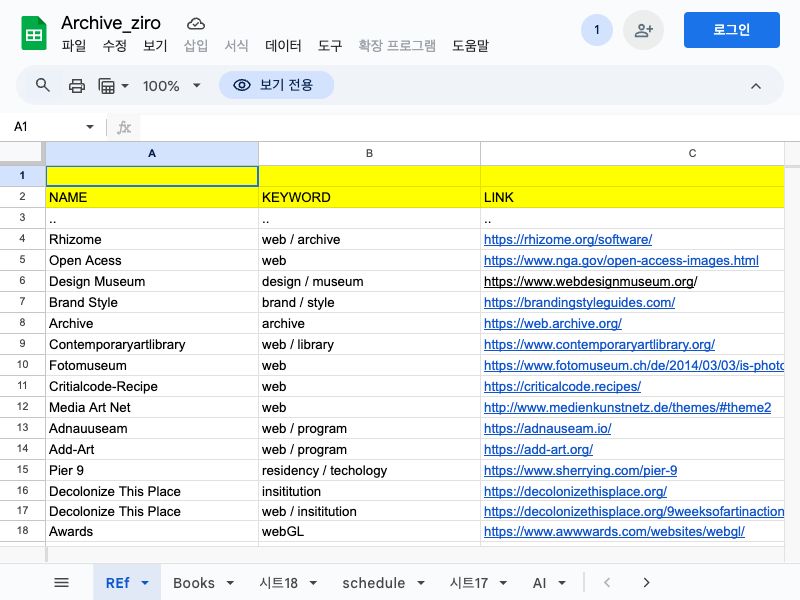 Archive_ziro
파일 수정 보기 삽입 서식 데이터 도구 확장 프로그램 도움말
1
로그인
100% 보기 전용
A1 fx
A B C
1
2 NAME KEYWORD LINK
3 .. .. ..
4 Rhizome web / archive https://rhizome.org/software/
5 Open Acess web https://www.nga.gov/open-access-images.html
6 Design Museum design / museum https://www.webdesignmuseum.org/
7 Brand Style brand / style https://brandingstyleguides.com/
8 Archive archive https://web.archive.org/
9 Contemporaryartlibrary web / library https://www.contemporaryartlibrary.org/
10 Fotomuseum web https://www.fotomuseum.ch/de/2014/03/03/is-photo
11 Critialcode-Recipe web https://criticalcode.recipes/
12 Media Art Net web http://www.medienkunstnetz.de/themes/#theme2
13 Adnauuseam web / program https://adnauseam.io/
14 Add-Art web / program https://add-art.org/
15 Pier 9 residency / techology https://www.sherrying.com/pier-9
16 Decolonize This Place insititution https://decolonizethisplace.org/
17 Decolonize This Place web / insititution https://decolonizethisplace.org/9weeksofartinaction
18 Awards webGL https://www.awwwards.com/websites/webgl/
REf Books 시트18 schedule 시트17 AI